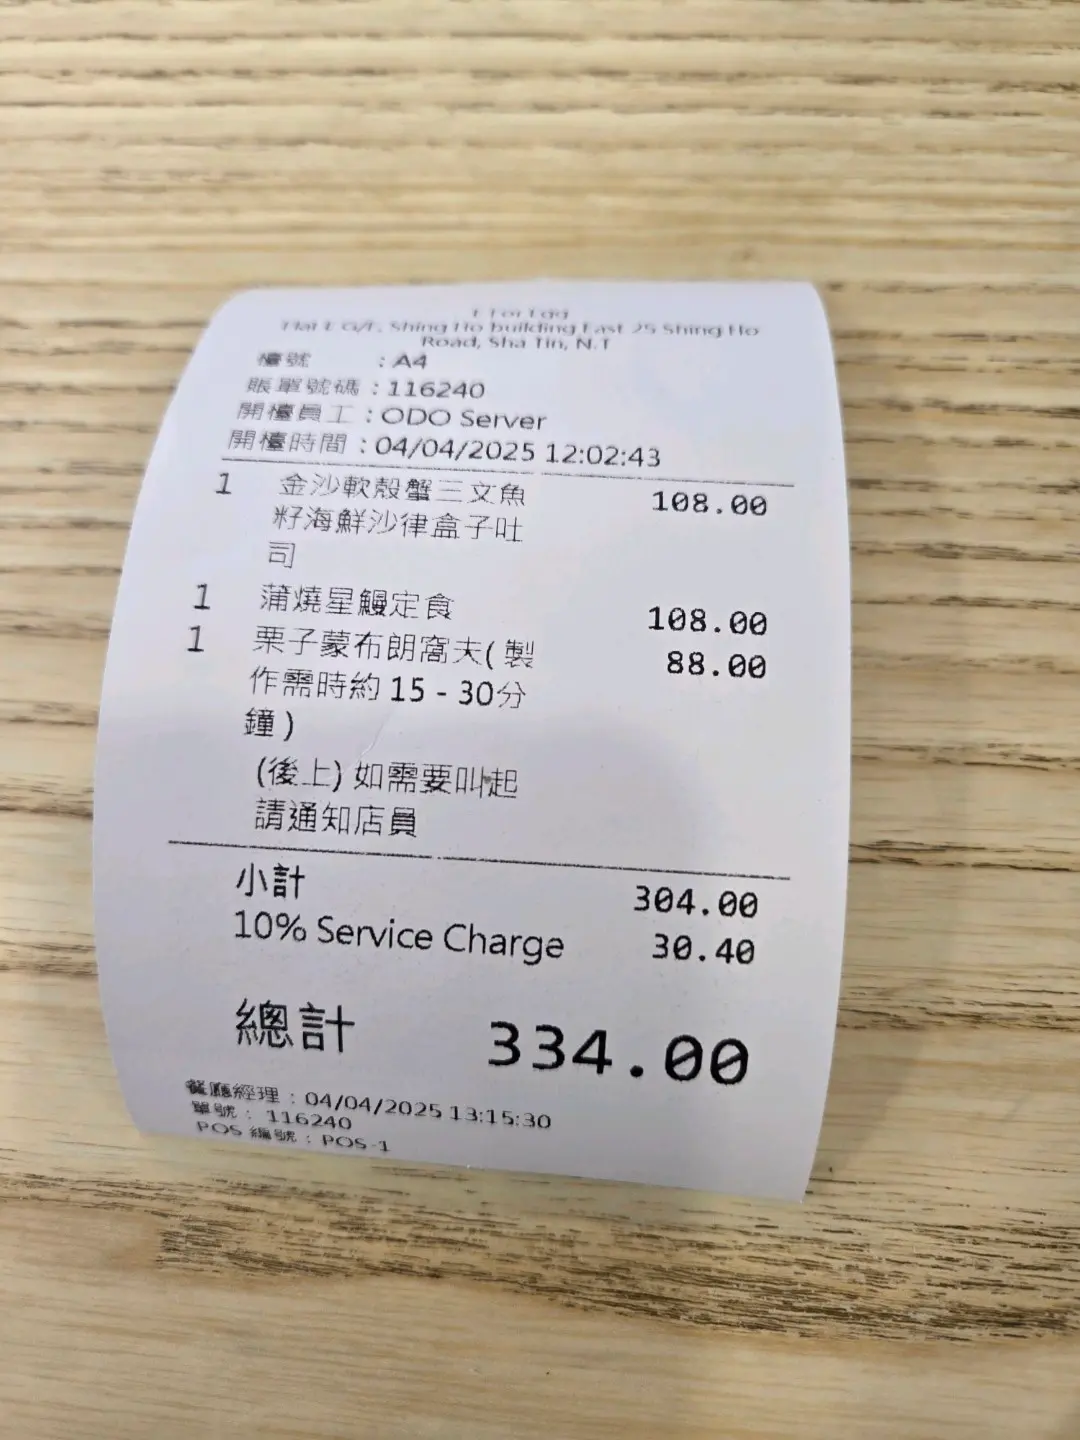 E For Egg
Flat E G/F, Shing Ho building East 25 Shing Ho
Road, Sha Tin, N.T
檯號 : A4
賬單號碼 : 116240
開檯員工 : ODO Server
開檯時間 : 04/04/2025 12:02:43
1 金沙軟殼蟹三文魚 108.00
籽海鮮沙律盒子吐
司
1 蒲燒星鰻定食 108.00
1 栗子蒙布朗窩夫(製 88.00
作需時約 15 - 30分
鐘)
(後上) 如需要叫起
請通知店員
小計 304.00
10% Service Charge 30.40
總計 334.00
餐廳經理 : 04/04/2025 13:15:30
單號 : 116240
POS 編號 : POS-1